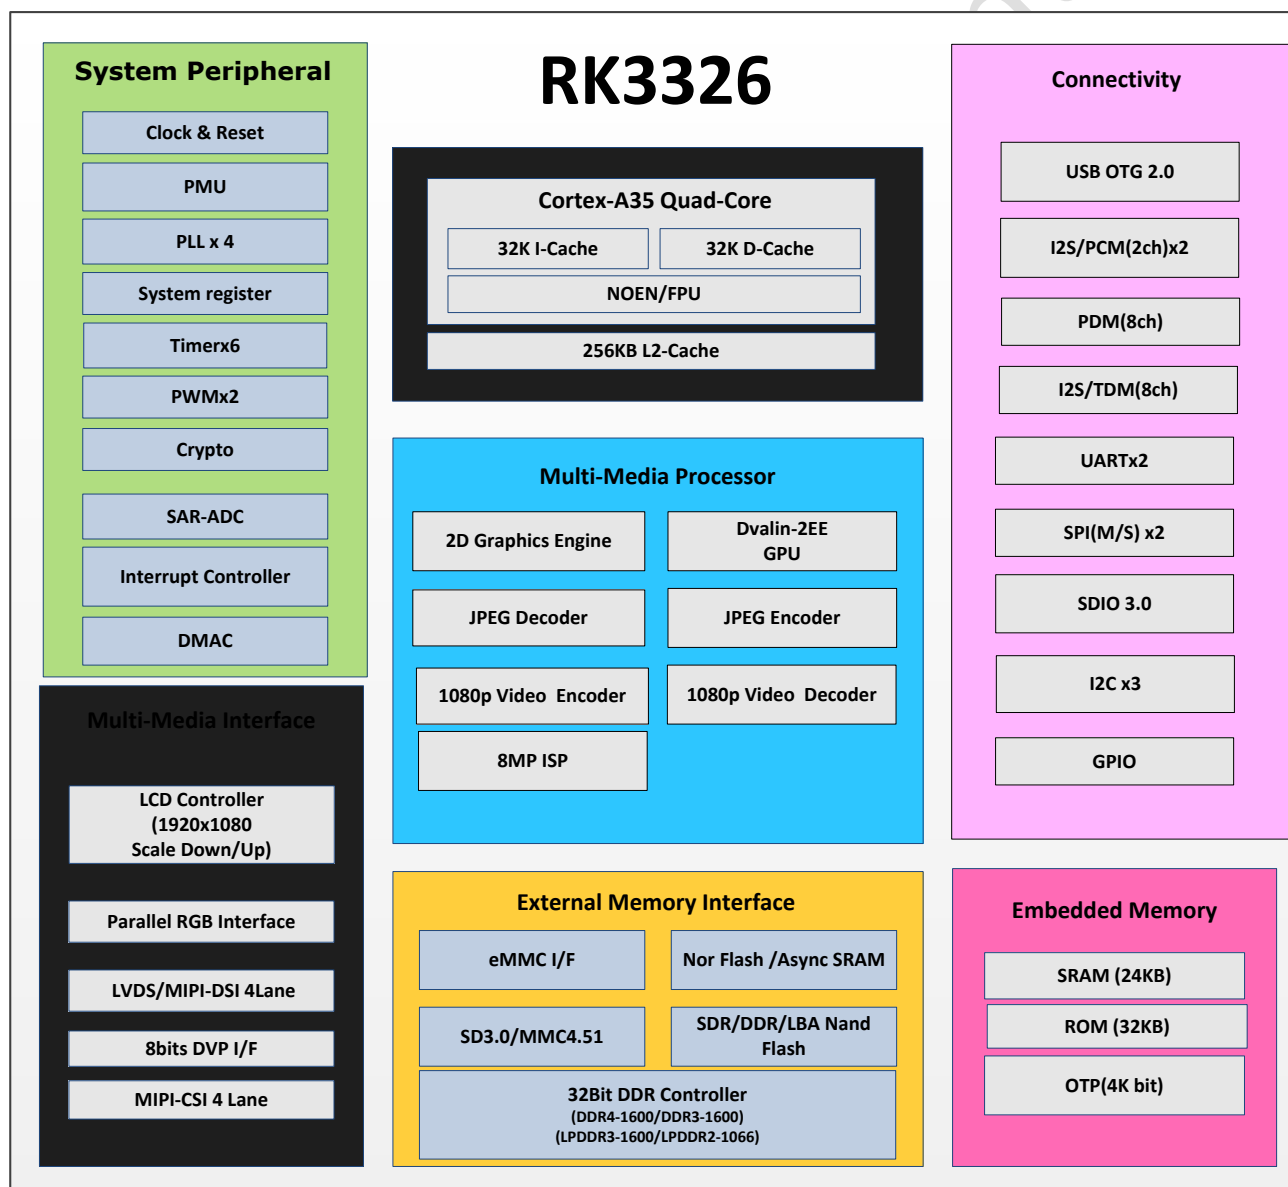 RK3326
System Peripheral
Clock & Reset
PMU
PLL x 4
System register
Timerx6
PWMx2
Crypto
SAR-ADC
Interrupt Controller
DMAC
Multi-Media Interface
LCD Controller
(1920x1080
Scale Down/Up)
Parallel RGB Interface
LVDS/MIPI-DSI 4Lane
8bits DVP I/F
MIPI-CSI 4 Lane
Cortex-A35 Quad-Core
32K I-Cache
32K D-Cache
NOEN/FPU
256KB L2-Cache
Multi-Media Processor
2D Graphics Engine
Dvalin-2EE
GPU
JPEG Decoder
JPEG Encoder
1080p Video  Encoder
1080p Video  Decoder
8MP ISP
External Memory Interface
eMMC I/F
Nor Flash /Async SRAM
SD3.0/MMC4.51
SDR/DDR/LBA Nand
Flash
32Bit DDR Controller
(DDR4-1600/DDR3-1600)
(LPDDR3-1600/LPDDR2-1066)
Connectivity
USB OTG 2.0
I2S/PCM(2ch)x2
PDM(8ch)
I2S/TDM(8ch)
UARTx2
SPI(M/S) x2
SDIO 3.0
I2C x3
GPIO
Embedded Memory
SRAM (24KB)
ROM (32KB)
OTP(4K bit)